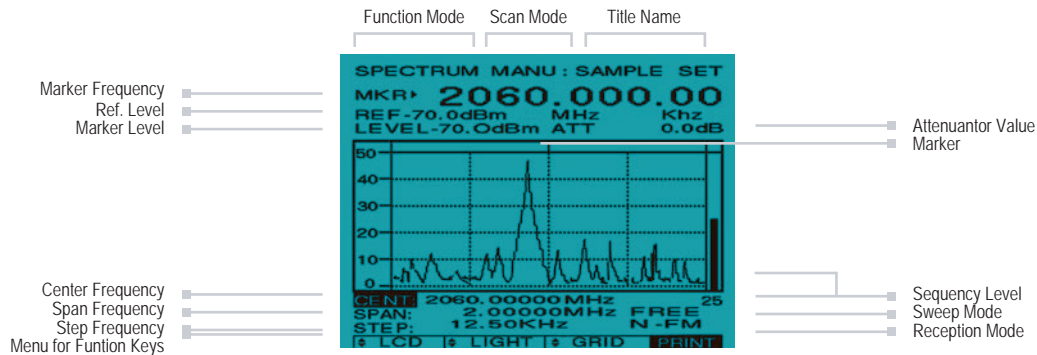 Function Mode Scan Mode Title Name
SPECTRUM MANU : SAMPLE SET
Marker Frequency
MKR 2060.000.00
Ref. Level
REF-70.0dBm MHz Khz
Marker Level
LEVEL-70.0dBm ATT 0.0dB
Attenuantor Value
Marker
50
40
30
20
10
0
Center Frequency
CENT: 2060.00000MHz 25
Sequency Level
Span Frequency
SPAN: 2.00000MHz FREE
Sweep Mode
Step Frequency
STEP: 12.50KHz N-FM
Reception Mode
Menu for Funtion Keys
LCD LIGHT GRID PRINT